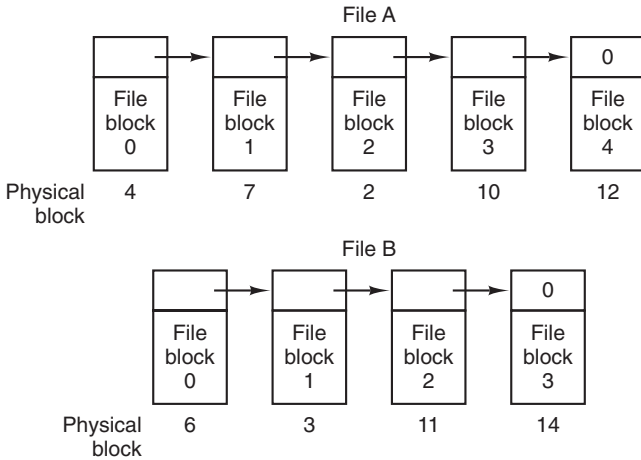 File A
0
File
block
0
File
block
1
File
block
2
File
block
3
File
block
4
Physical
block
4
7
2
10
12
File B
0
File
block
0
File
block
1
File
block
2
File
block
3
Physical
block
6
3
11
14